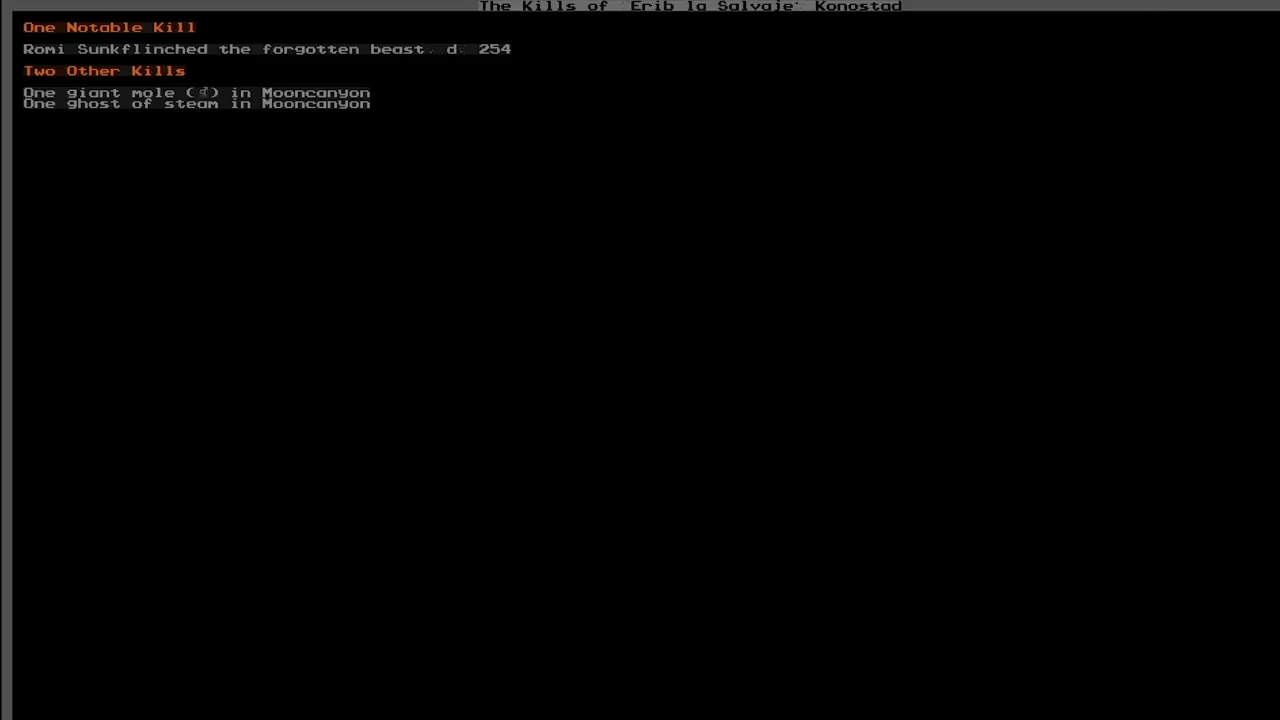 The Kills of `Erib la Salvaje' Konostad
One Notable Kill
Romi Sunkflinched the forgotten beast, d. 254
Two Other Kills
One giant mole (♂) in Mooncanyon
One ghost of steam in Mooncanyon